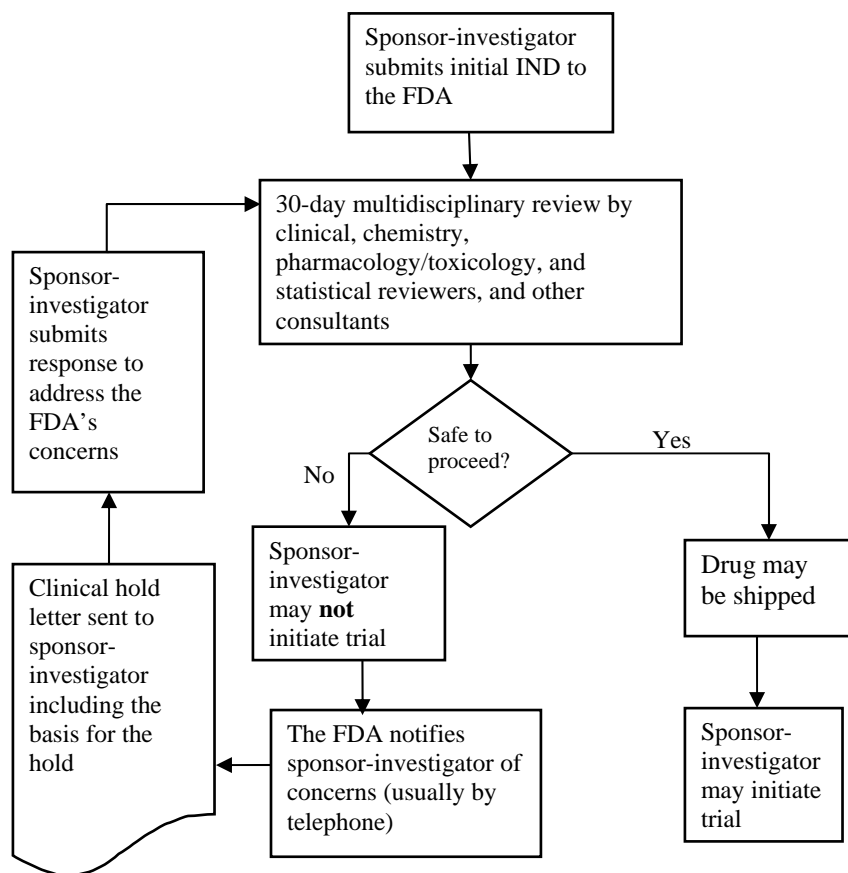 Sponsor-investigator
submits initial IND to
the FDA
30-day multidisciplinary review by
clinical, chemistry,
pharmacology/toxicology, and
statistical reviewers, and other
consultants
Sponsor-
investigator
submits
response to
address the
FDA’s
concerns
Safe to
proceed?
No
Yes
Sponsor-
investigator
may not
initiate trial
Drug may
be shipped
Clinical hold
letter sent to
sponsor-
investigator
including the
basis for the
hold
The FDA notifies
sponsor-investigator of
concerns (usually by
telephone)
Sponsor-
investigator
may initiate
trial